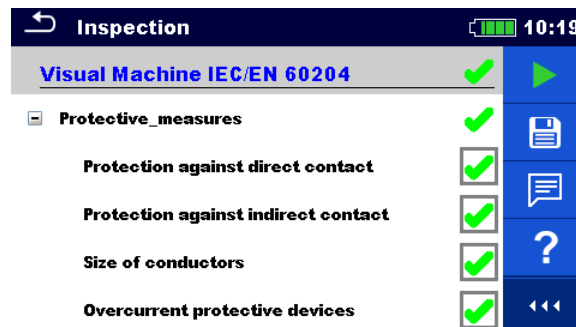 Inspection
10:19
Visual Machine IEC/EN 60204
Protective_measures
Protection against direct contact
Protection against indirect contact
?
Size of conductors
Overcurrent protective devices